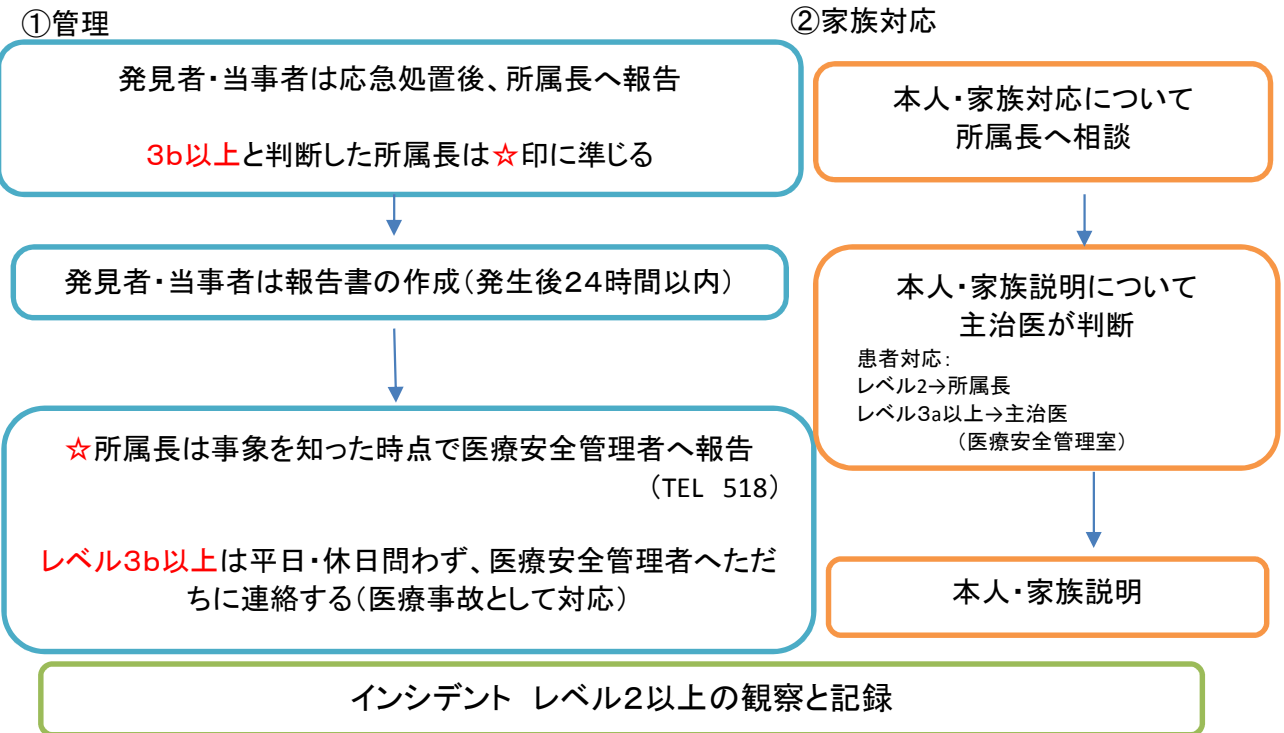 ①管理
発見者・当事者は応急処置後、所属長へ報告
3b以上と判断した所属長は☆印に準じる
発見者・当事者は報告書の作成（発生後24時間以内）
☆所属長は事象を知った時点で医療安全管理者へ報告
（TEL 518）
レベル3b以上は平日・休日問わず、医療安全管理者へただ
ちに連絡する（医療事故として対応）
②家族対応
本人・家族対応について
所属長へ相談
本人・家族説明について
主治医が判断
患者対応：
レベル2→所属長
レベル3a以上→主治医
（医療安全管理室）
本人・家族説明
インシデント レベル2以上の観察と記録